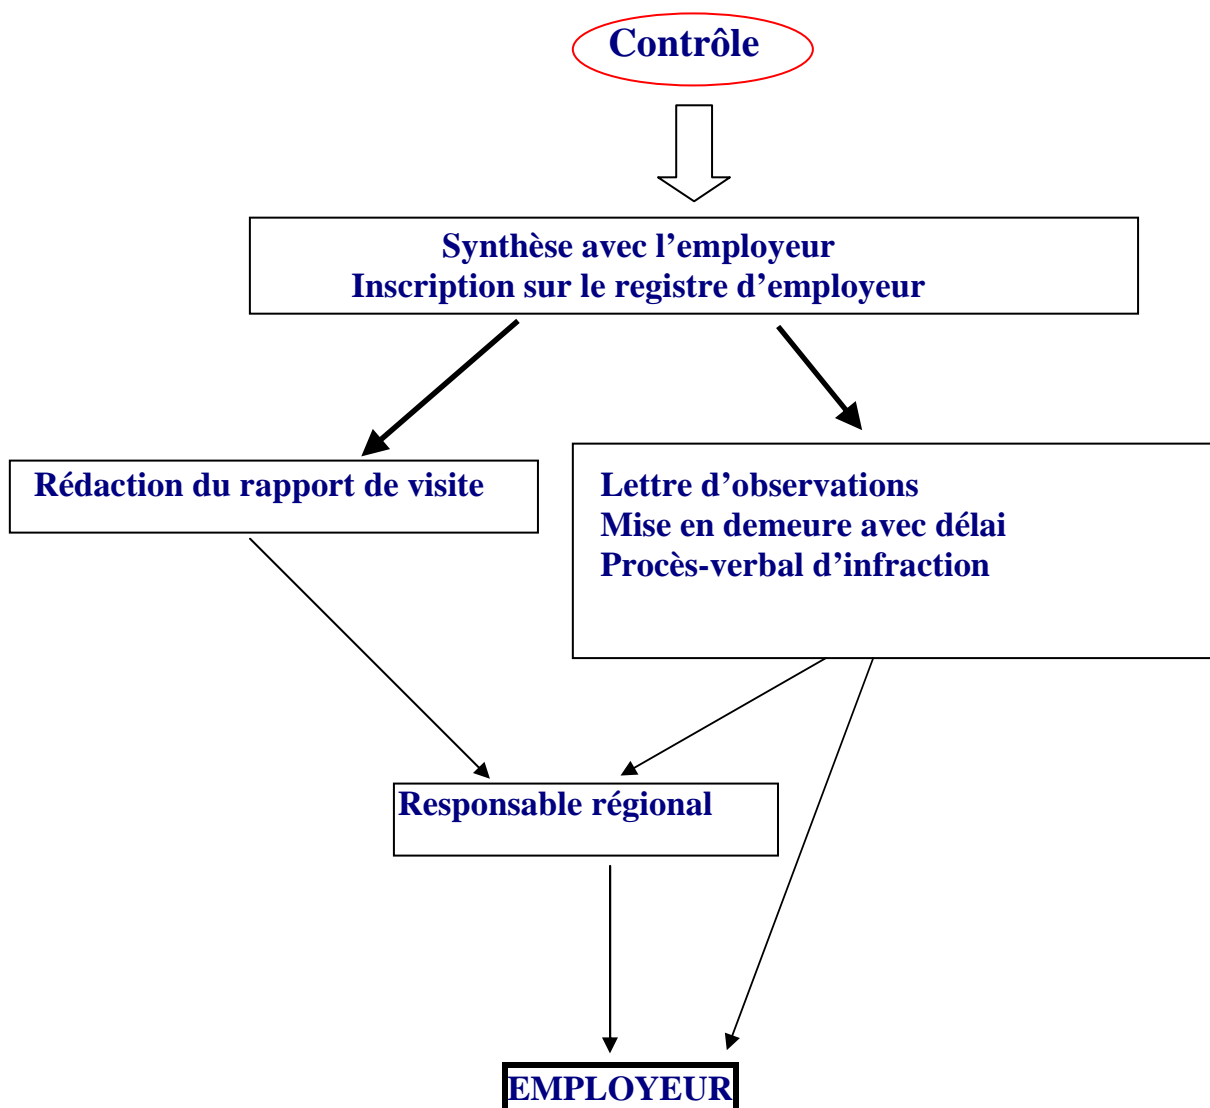 Contrôle
Synthèse avec l’employeur
Inscription sur le registre d’employeur
Rédaction du rapport de visite
Lettre d’observations
Mise en demeure avec délai
Procès-verbal d’infraction
Responsable régional
EMPLOYEUR